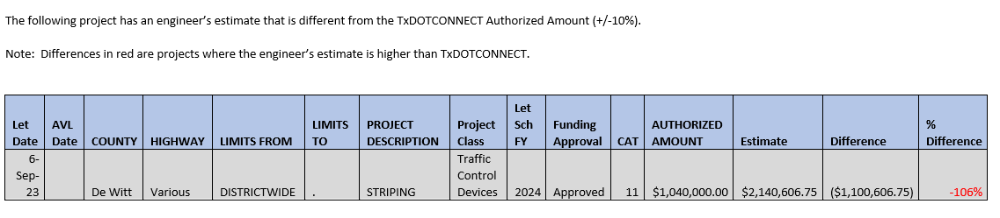 The following project has an engineer’s estimate that is different from the TxDOTCONNECT Authorized Amount (+/-10%).
Note:  Differences in red are projects where the engineer’s estimate is higher than TxDOTCONNECT.
Let Date AVL Date COUNTY HIGHWAY LIMITS FROM LIMITS TO PROJECT DESCRIPTION Project Class Let Sch FY Funding Approval CAT AUTHORIZED AMOUNT Estimate Difference % Difference
6-Sep-23 De Witt Various DISTRICTWIDE . STRIPING Traffic Control Devices 2024 Approved 11 $1,040,000.00 $2,140,606.75 ($1,100,606.75) -106%